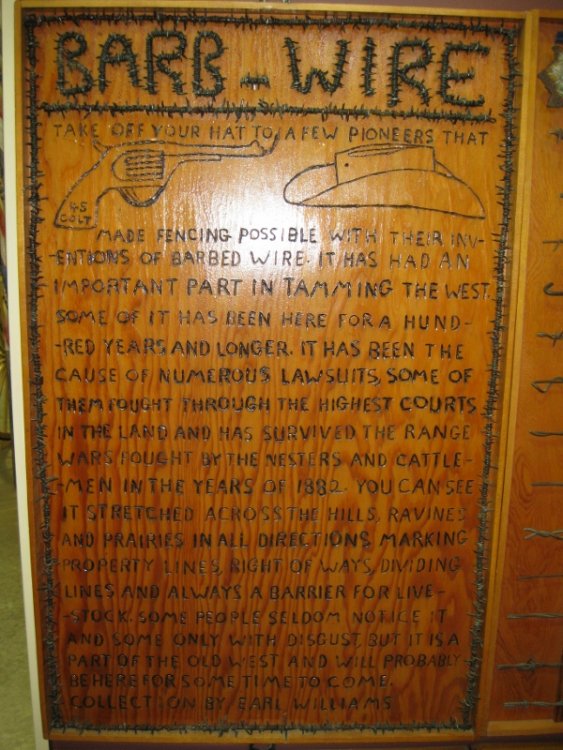 BARB-WIRE
TAKE OFF YOUR HAT TO A FEW PIONEERS THAT
45
COLT
MADE FENCING POSSIBLE WITH THEIR INV-
-ENTIONS OF BARBED WIRE. IT HAS HAD AN
IMPORTANT PART IN TAMMING THE WEST.
SOME OF IT HAS BEEN HERE FOR A HUND-
-RED YEARS AND LONGER. IT HAS BEEN THE
CAUSE OF NUMEROUS LAWSUITS, SOME OF
THEM FOUGHT THROUGH THE HIGHEST COURTS
IN THE LAND AND HAS SURVIVED THE RANGE
WARS FOUGHT BY THE NESTERS AND CATTLE-
-MEN IN THE YEARS OF 1882. YOU CAN SEE
IT STRETCHED ACROSS THE HILLS, RAVINES
AND PRAIRIES IN ALL DIRECTIONS MARKING
PROPERTY LINES, RIGHT OF WAYS, DIVIDING
LINES AND ALWAYS A BARRIER FOR LIVE-
-STOCK. SOME PEOPLE SELDOM NOTICE IT
AND SOME ONLY WITH DISGUST, BUT IT IS A
PART OF THE OLD WEST AND WILL PROBABLY
BE HERE FOR SOME TIME TO COME.
COLLECTION BY EARL WILLIAMS